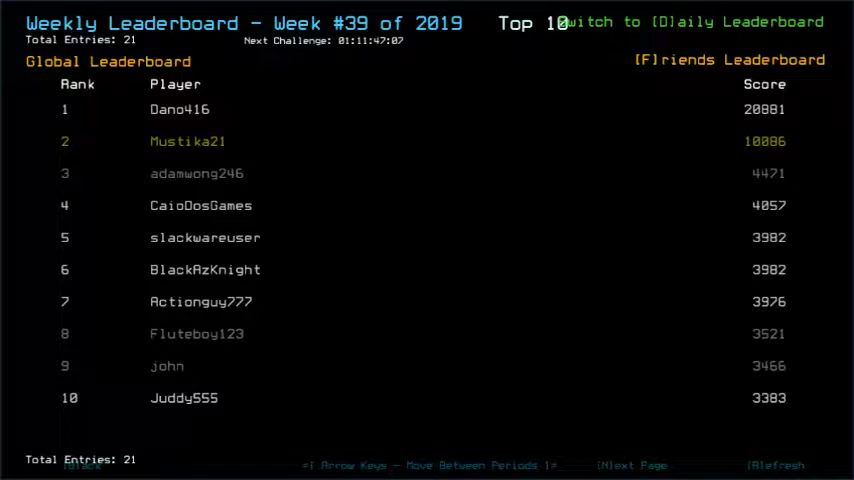 Weekly Leaderboard - Week #39 of 2019 Top 10 witch to [D]aily Leaderboard
Total Entries: 21 Next Challenge: 01:11:47:07
Global Leaderboard [F]riends Leaderboard
Rank Player Score
1 Dano416 20881
2 Mustika21 10086
3 adamwong246 4471
4 CaioDosGames 4057
5 slackwareuser 3982
6 BlackAzKnight 3982
7 Actionguy777 3976
8 Fluteboy123 3521
9 john 3466
10 Juddy555 3383
Total Entries: 21
[B]ack =[ Arrow Keys - Move Between Periods ]= [N]ext Page [R]efresh